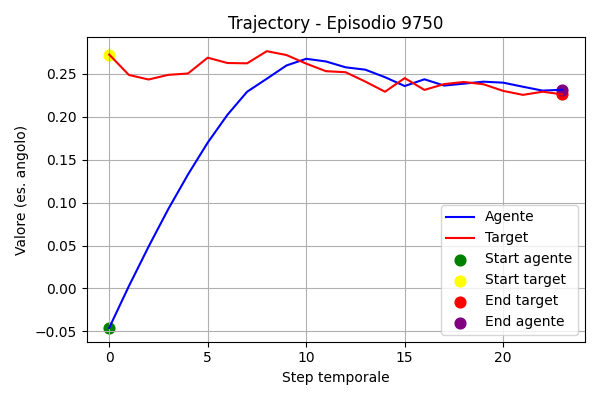 Trajectory - Episodio 9750
Valore (es. angolo)
0.25
0.20
0.15
0.10
0.05
0.00
−0.05
0
5
10
15
20
Step temporale
Agente
Target
Start agente
Start target
End target
End agente